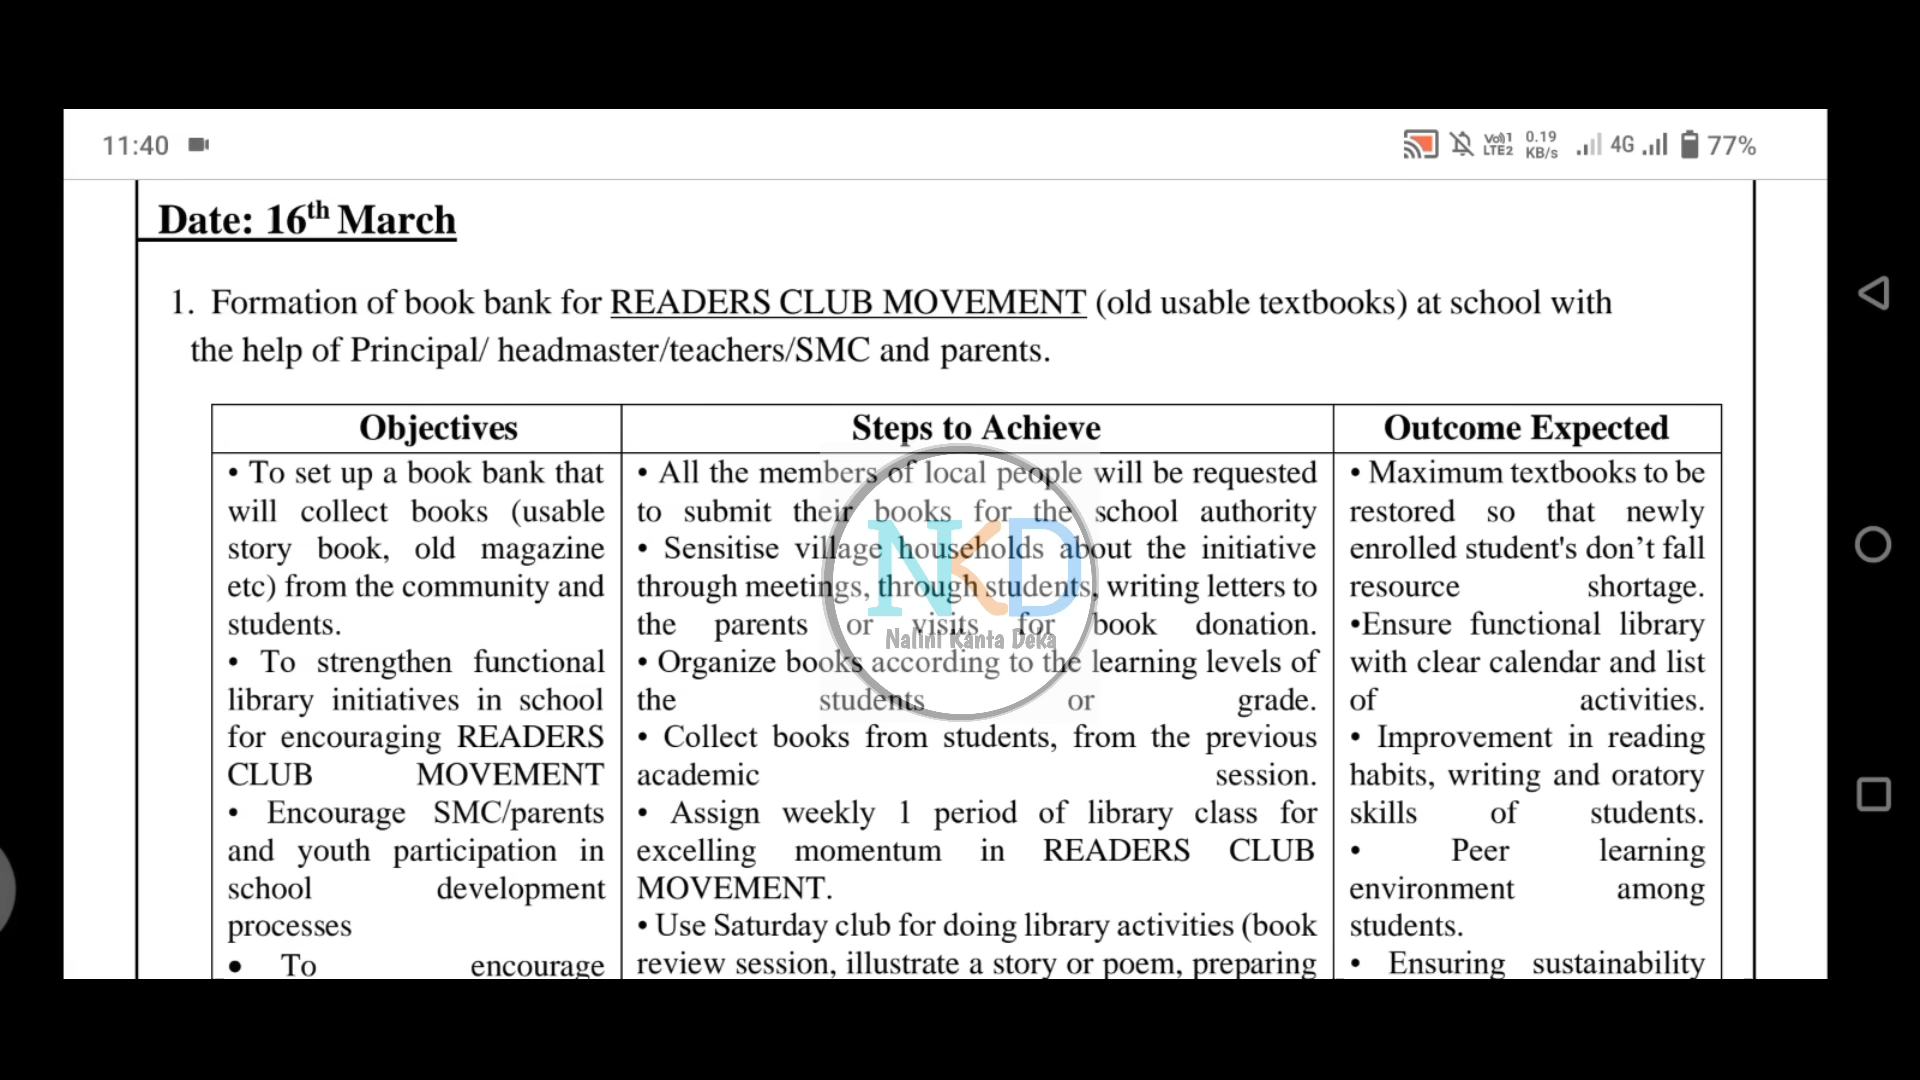 11:40
Vo)) 1
LTE2
0.19
KB/s
4G
77%
Date: 16th March
1. Formation of book bank for READERS CLUB MOVEMENT (old usable textbooks) at school with
the help of Principal/ headmaster/teachers/SMC and parents.
Objectives
• To set up a book bank that
will collect books (usable
story book, old magazine
etc) from the community and
students.
• To strengthen functional
library initiatives in school
for encouraging READERS
CLUB MOVEMENT
• Encourage SMC/parents
and youth participation in
school development
processes
• To encourage
Steps to Achieve
• All the members of local people will be requested
to submit their books for the school authority
• Sensitise village households about the initiative
through meetings, through students, writing letters to
the parents or visits for book donation.
• Organize books according to the learning levels of
the students or grade.
• Collect books from students, from the previous
academic session.
• Assign weekly 1 period of library class for
excelling momentum in READERS CLUB
MOVEMENT.
• Use Saturday club for doing library activities (book
review session, illustrate a story or poem, preparing
Outcome Expected
• Maximum textbooks to be
restored so that newly
enrolled student's don’t fall
resource shortage.
•Ensure functional library
with clear calendar and list
of activities.
• Improvement in reading
habits, writing and oratory
skills of students.
• Peer learning
environment among
students.
• Ensuring sustainability
NKD
Nalini Kanta Deka